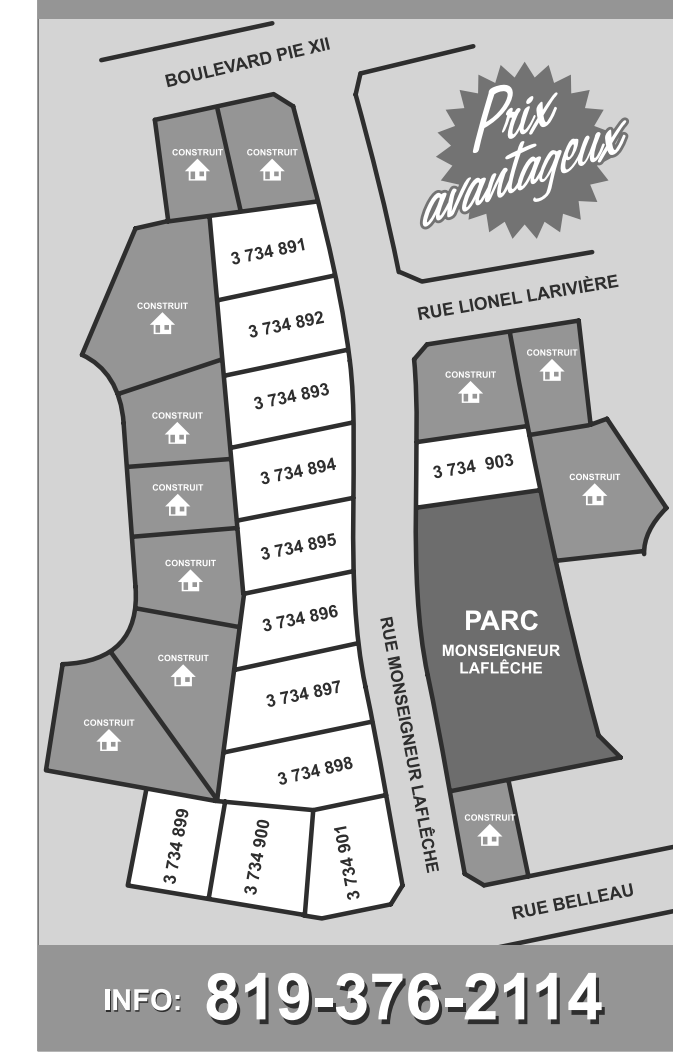 BOULEVARD PIE XII
Prix
avantageux
CONSTRUIT
CONSTRUIT
3 734 891
RUE LIONEL LARIVIÈRE
CONSTRUIT
3 734 892
CONSTRUIT
CONSTRUIT
3 734 893
CONSTRUIT
3 734 903
3 734 894
CONSTRUIT
CONSTRUIT
3 734 895
CONSTRUIT
3 734 896
PARC
MONSEIGNEUR
LAFLÊCHE
RUE MONSEIGNEUR LAFLÊCHE
CONSTRUIT
3 734 897
CONSTRUIT
3 734 898
3 734 899
3 734 900
3 734 901
CONSTRUIT
RUE BELLEAU
INFO: 819-376-2114